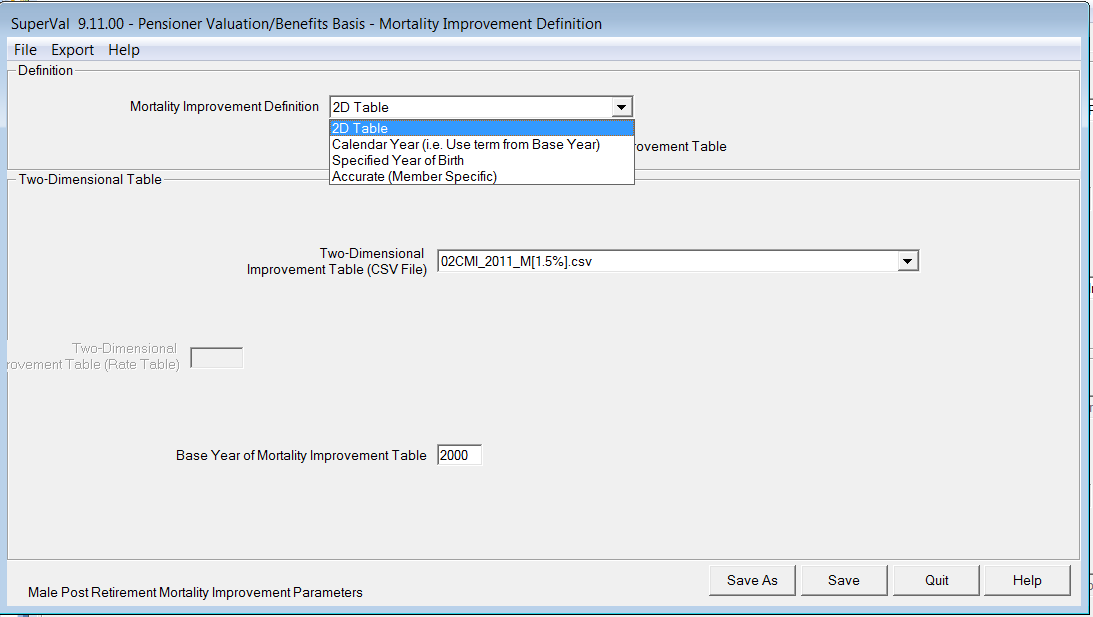 SuperVal 9.11.00 - Pensioner Valuation/Benefits Basis - Mortality Improvement Definition
File Export Help
Definition
Mortality Improvement Definition 2D Table
2D Table
Calendar Year (i.e. Use term from Base Year) rovement Table
Specified Year of Birth
Accurate (Member Specific)
Two-Dimensional Table
Two-Dimensional
Improvement Table (CSV File) 02CMI_2011_M[1.5%].csv
Two-Dimensional
rovement Table (Rate Table)
Base Year of Mortality Improvement Table 2000
Save As Save Quit Help
Male Post Retirement Mortality Improvement Parameters